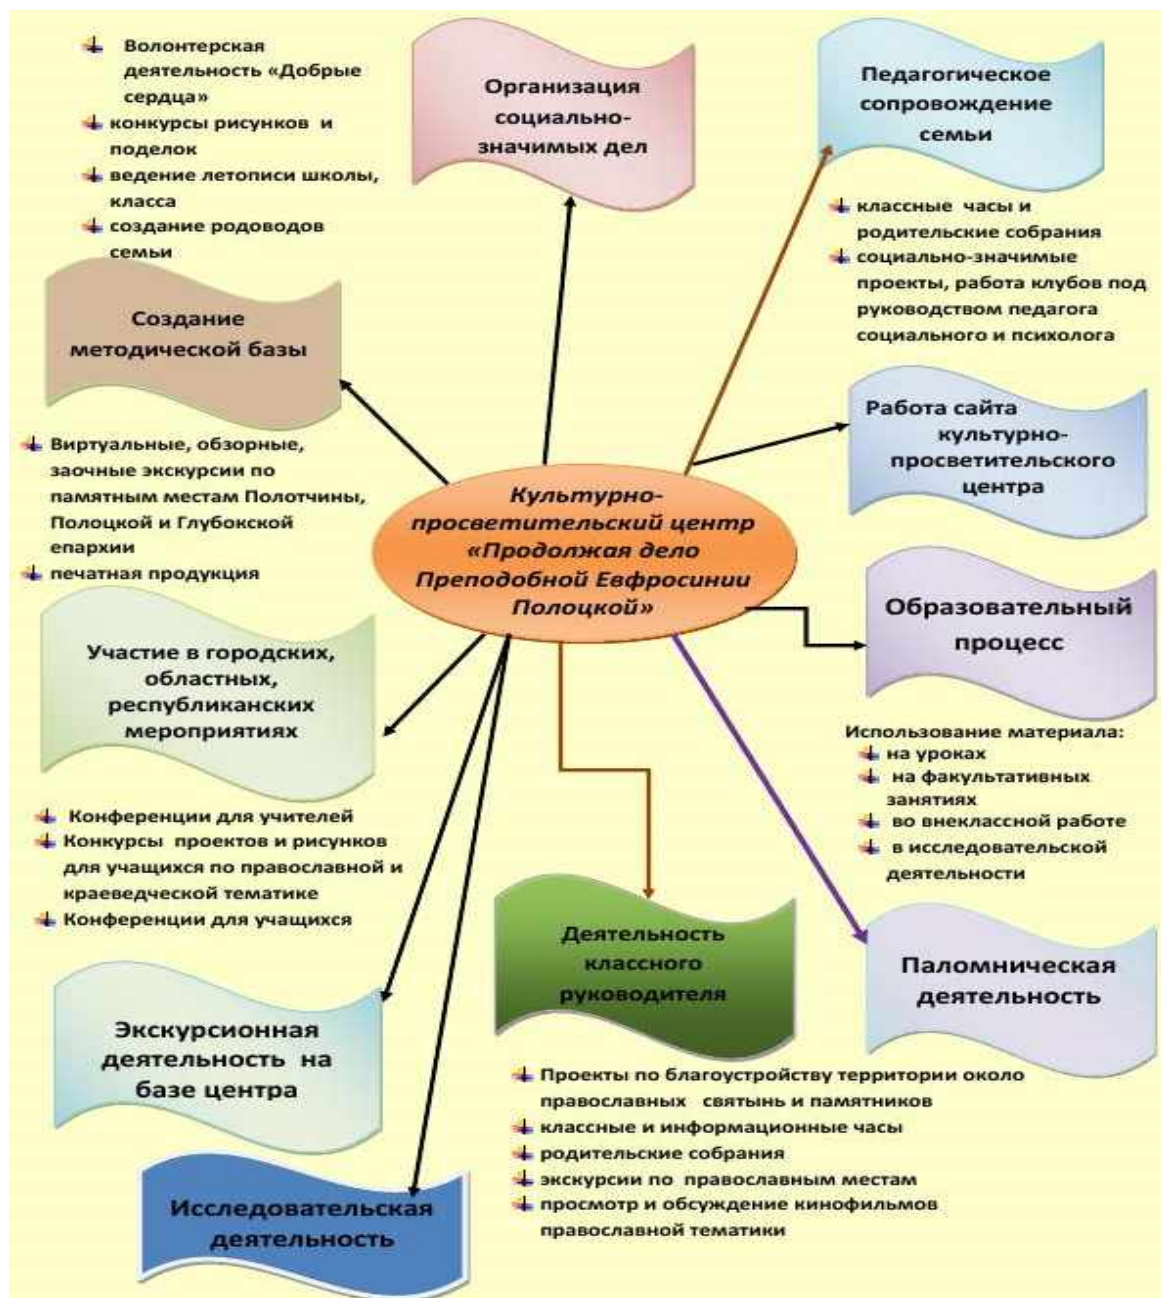 Волонтерская
деятельность «Добрые
сердца»
конкурсы рисунков и
поделок
ведение летописи школы,
класса
создание родоводов
семьи
Организация
социально-
значимых дел
Педагогическое
сопровождение
семьи
классные часы и
родительские собрания
социально-значимые
проекты, работа клубов под
руководством педагога
социального и психолога
Создание
методической базы
Виртуальные, обзорные,
заочные экскурсии по
памятным местам Полотчины,
Полоцкой и Глубокской
епархии
печатная продукция
Работа сайта
культурно-
просветительского
центра
Культурно-
просветительский центр
«Продолжая дело
Преподобной Евфросинии
Полоцкой»
Образовательный
процесс
Использование материала:
на уроках
на факультативных
занятиях
во внеклассной работе
в исследовательской
деятельности
Участие в городских,
областных,
республиканских
мероприятиях
Конференции для учителей
Конкурсы проектов и рисунков
для учащихся по православной и
краеведческой тематике
Конференции для учащихся
Деятельность
классного
руководителя
Паломническая
деятельность
Экскурсионная
деятельность на
базе центра
Проекты по благоустройству территории около
православных святынь и памятников
классные и информационные часы
родительские собрания
экскурсии по православным местам
просмотр и обсуждение кинофильмов
православной тематики
Исследовательская
деятельность